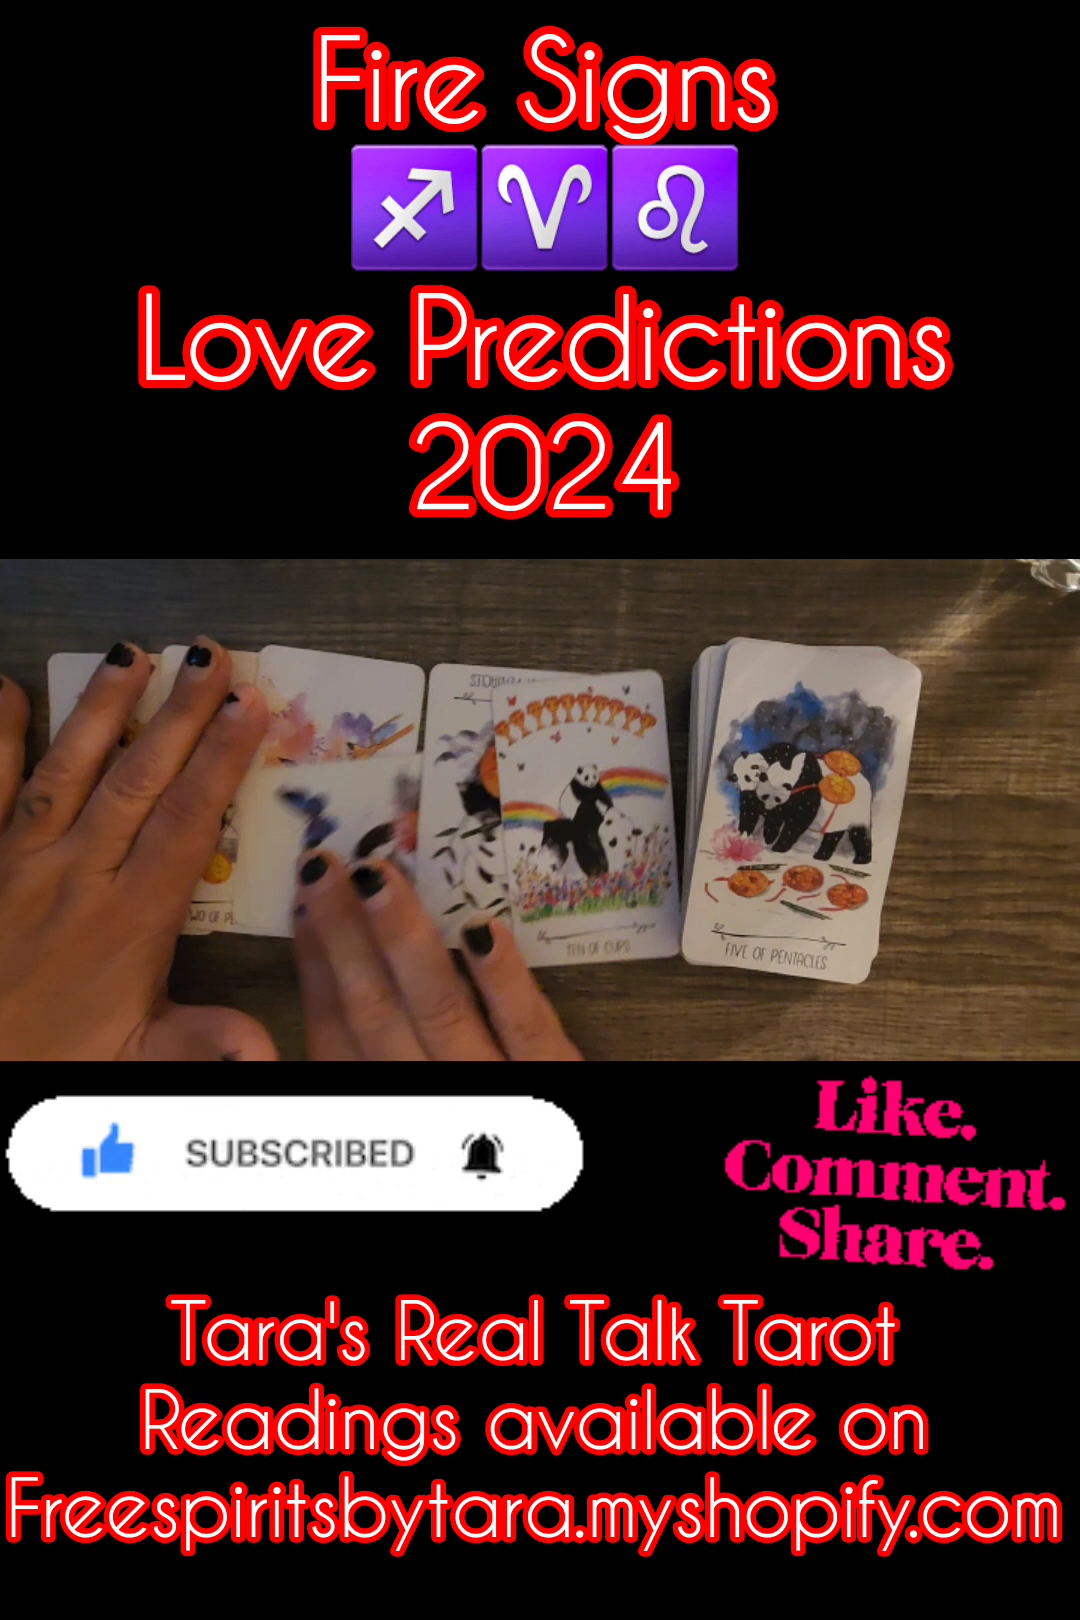 Fire Signs
♐♈♌
Love Predictions
2024
TEN OF CUPS
FIVE OF PENTACLES
SUBSCRIBED
Like.
Comment.
Share.
Tara's Real Talk Tarot
Readings available on
Freespiritsbytara.myshopify.com